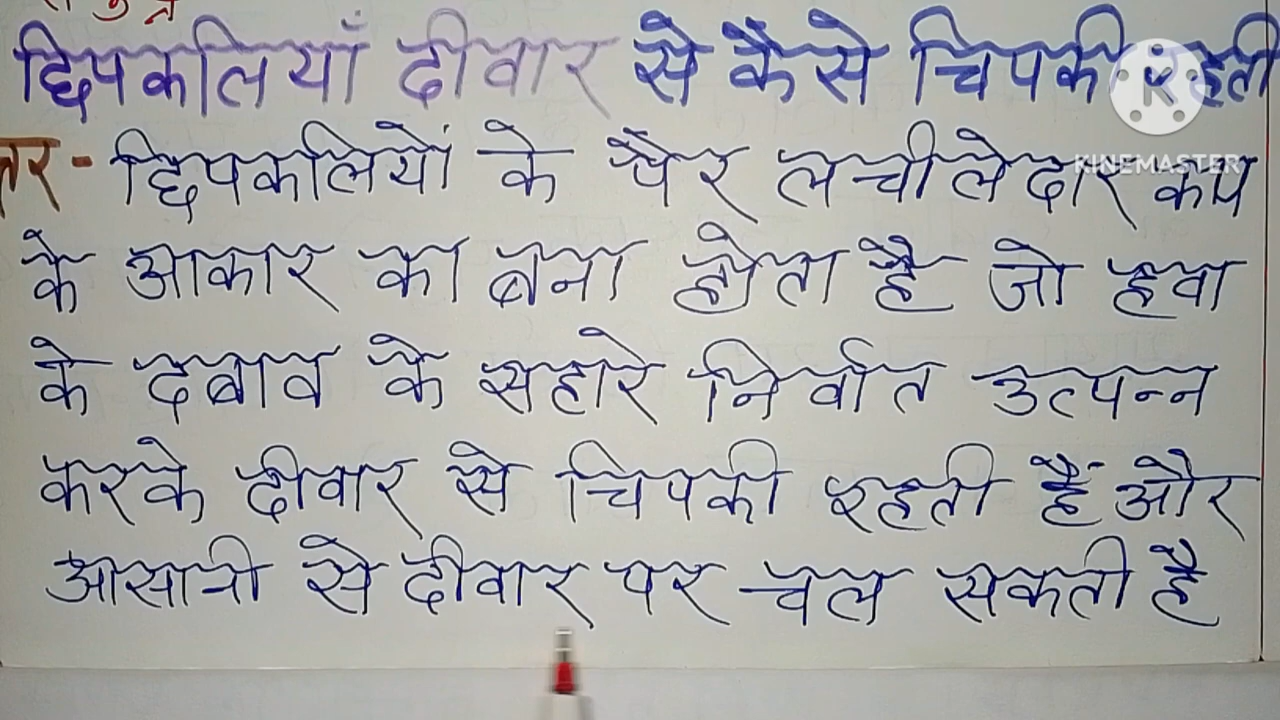 छिपकलियाँ दीवार से कैसे चिपकी रहती
त्तर- छिपकलियों के पैर लचीलेदार कप
के आकार का बना होता है जो हवा
के दबाव के सहारे निर्वात उत्पन्न
करके दीवार से चिपकी रहती हैं और
आसानी से दीवार पर चल सकती है
KINEMASTER